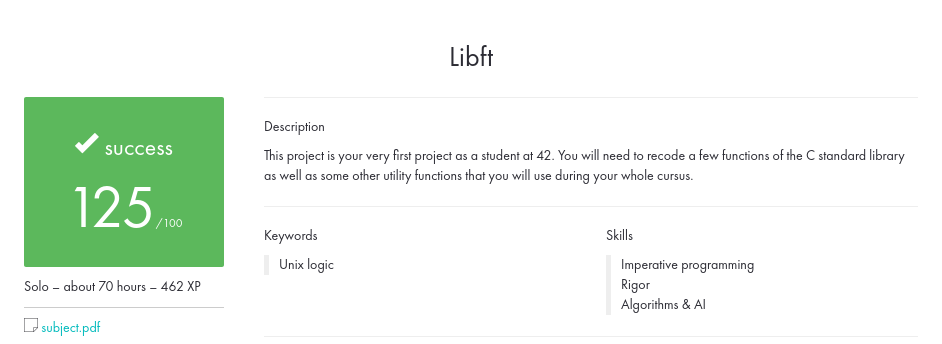 Libft
success
125 /100
Solo – about 70 hours – 462 XP
subject.pdf
Description
This project is your very first project as a student at 42. You will need to recode a few functions of the C standard library
as well as some other utility functions that you will use during your whole cursus.
Keywords
Unix logic
Skills
Imperative programming
Rigor
Algorithms & AI